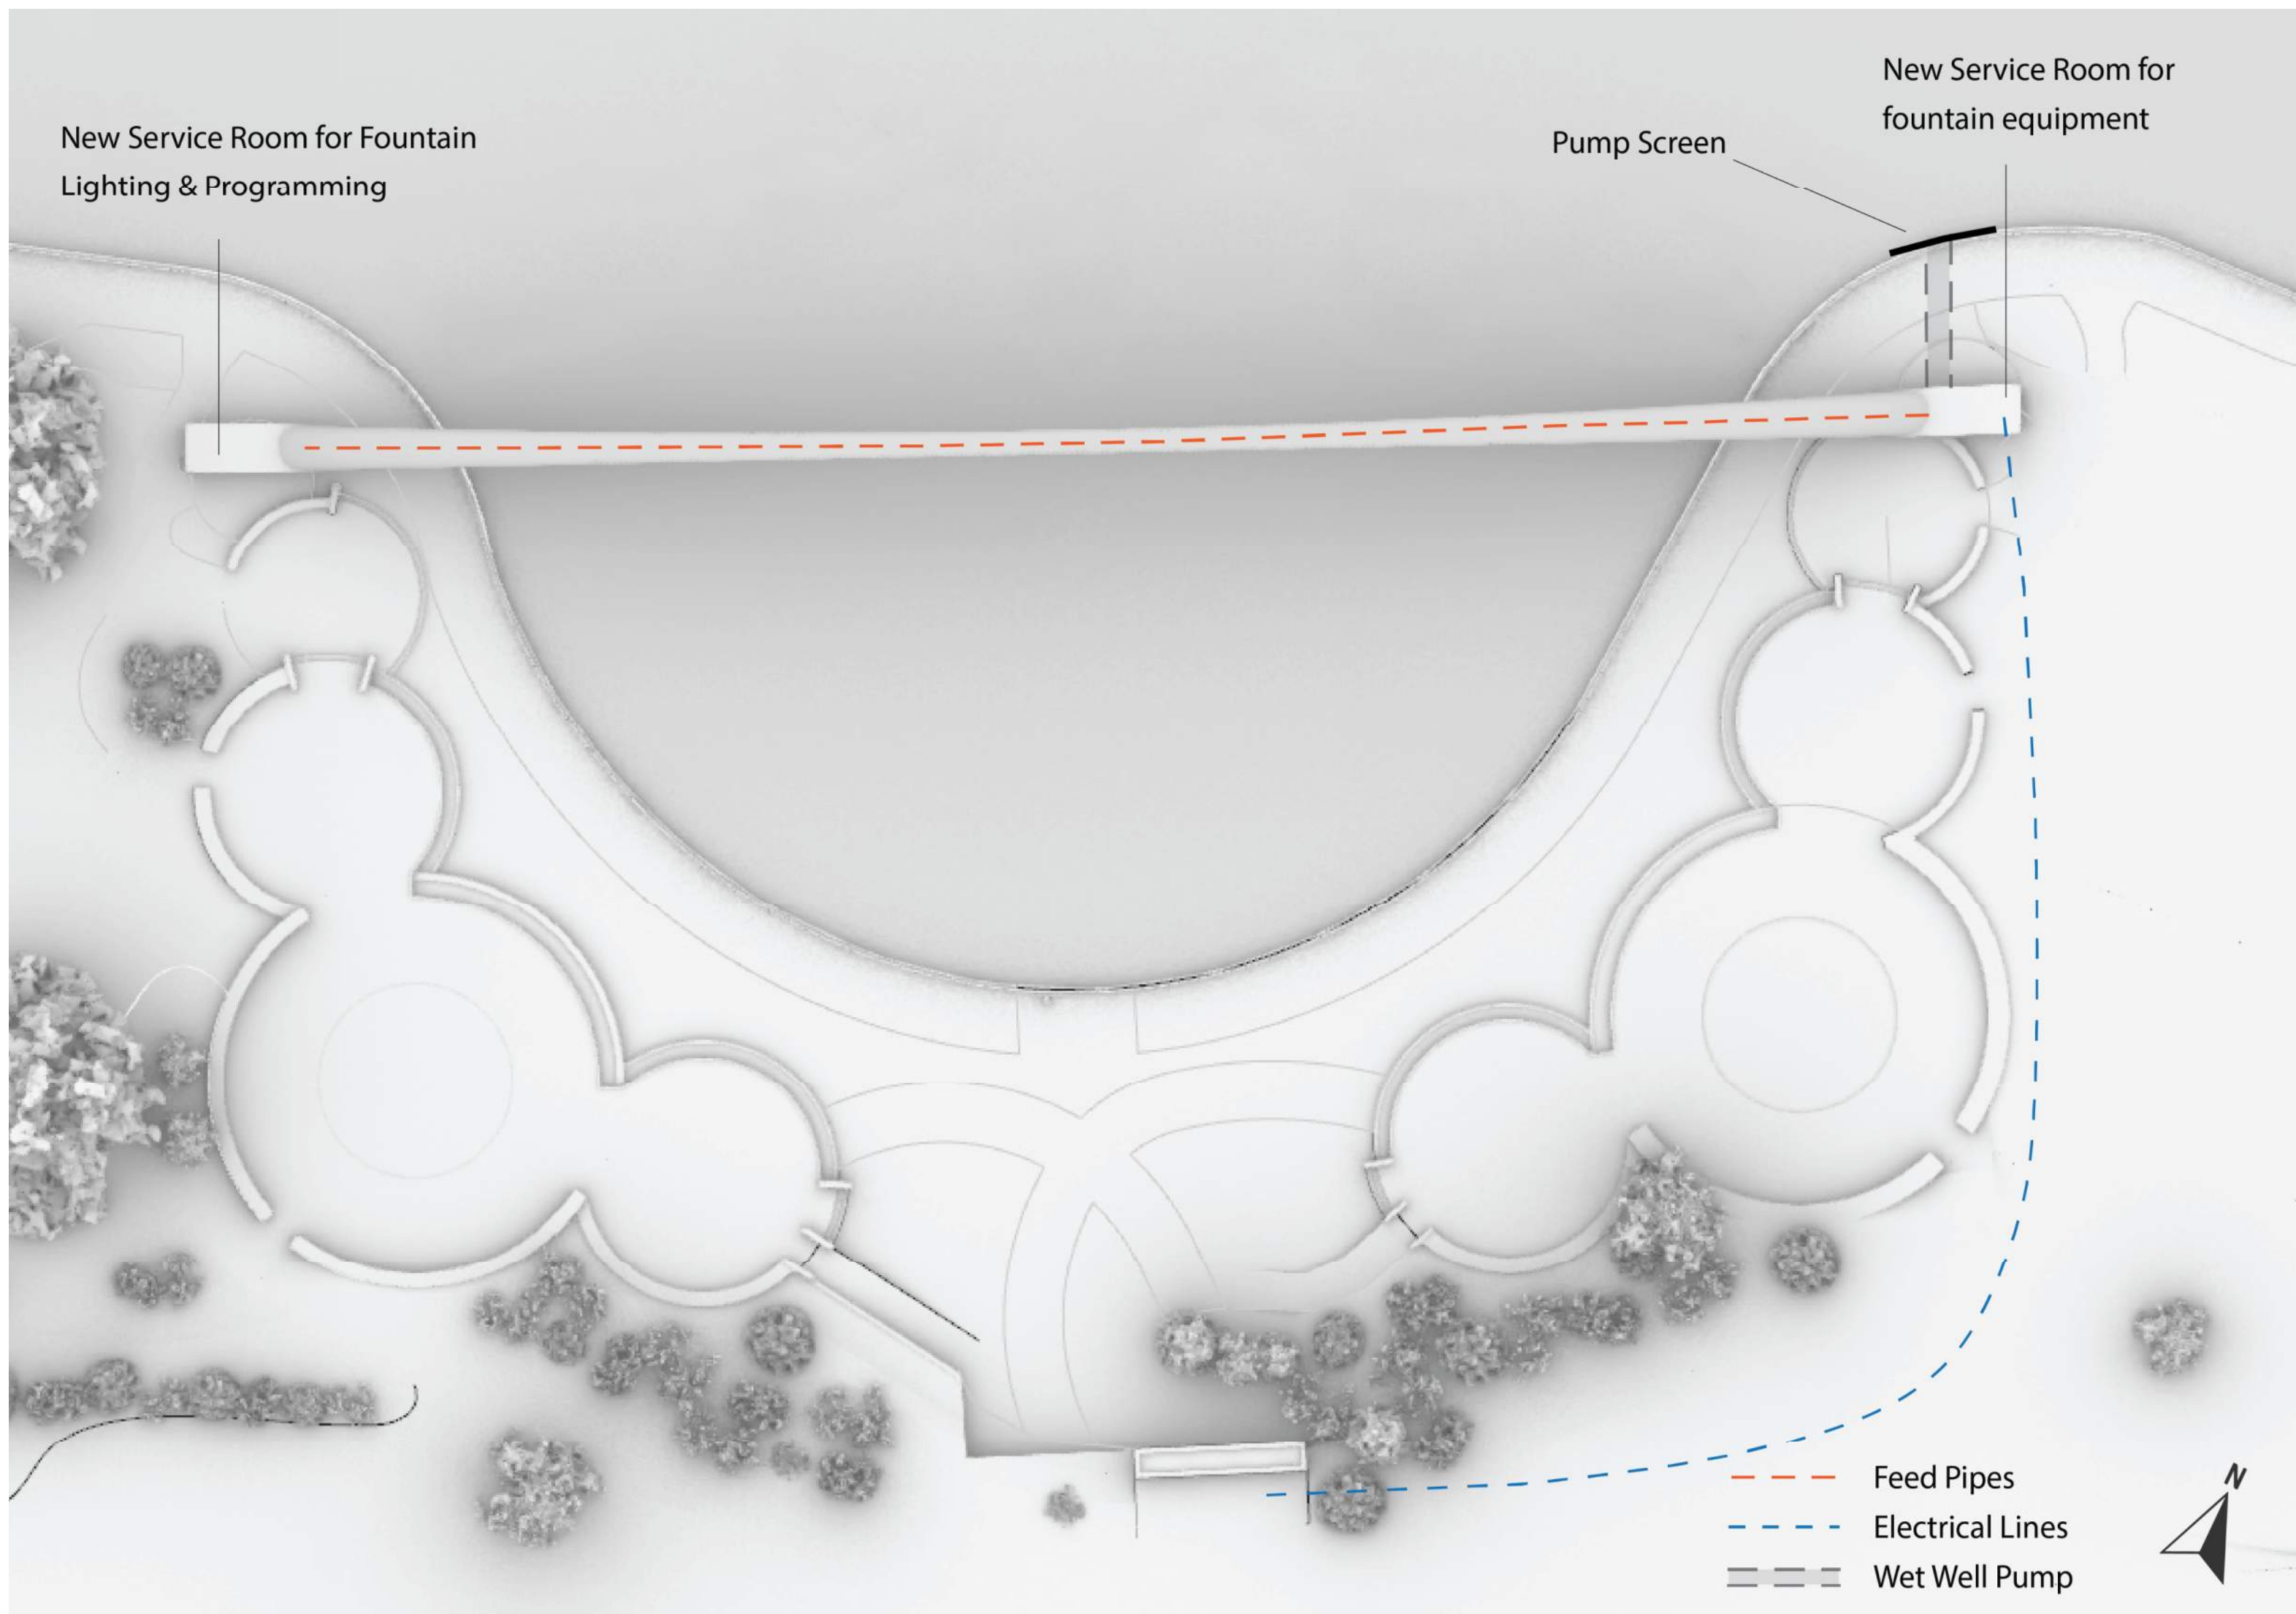 New Service Room for Fountain
Lighting & Programming
Pump Screen
New Service Room for
fountain equipment
Feed Pipes
Electrical Lines
Wet Well Pump
N